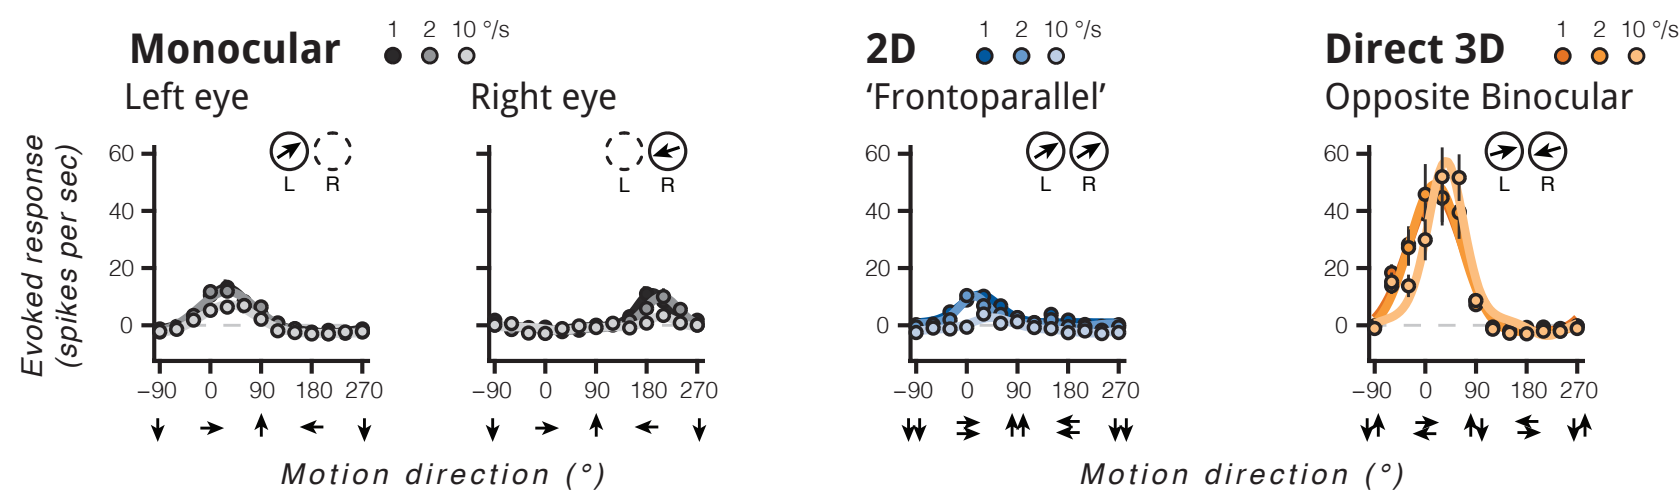 Monocular
1 2 10 °/s
Left eye
Right eye
2D
1 2 10 °/s
'Frontoparallel'
Direct 3D
1 2 10 °/s
Opposite Binocular
Evoked response
(spikes per sec)
60
40
20
0
L R
−90 0 90 180 270
L R
−90 0 90 180 270
Motion direction (°)
60
40
20
0
L R
−90 0 90 180 270
60
40
20
0
L R
−90 0 90 180 270
Motion direction (°)